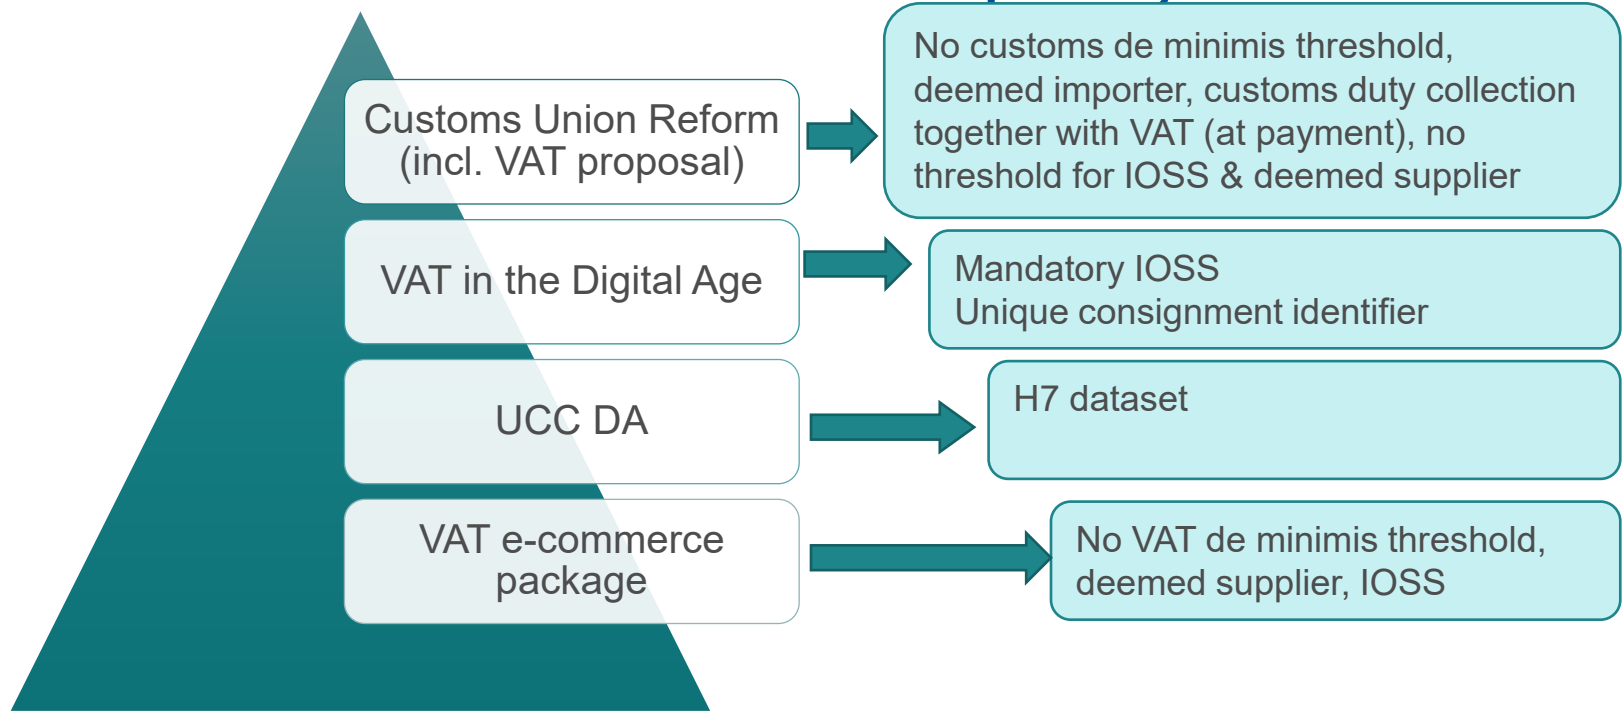 Customs Union Reform
(incl. VAT proposal)
No customs de minimis threshold,
deemed importer, customs duty collection
together with VAT (at payment), no
threshold for IOSS & deemed supplier
VAT in the Digital Age
Mandatory IOSS
Unique consignment identifier
UCC DA
H7 dataset
VAT e-commerce
package
No VAT de minimis threshold,
deemed supplier, IOSS